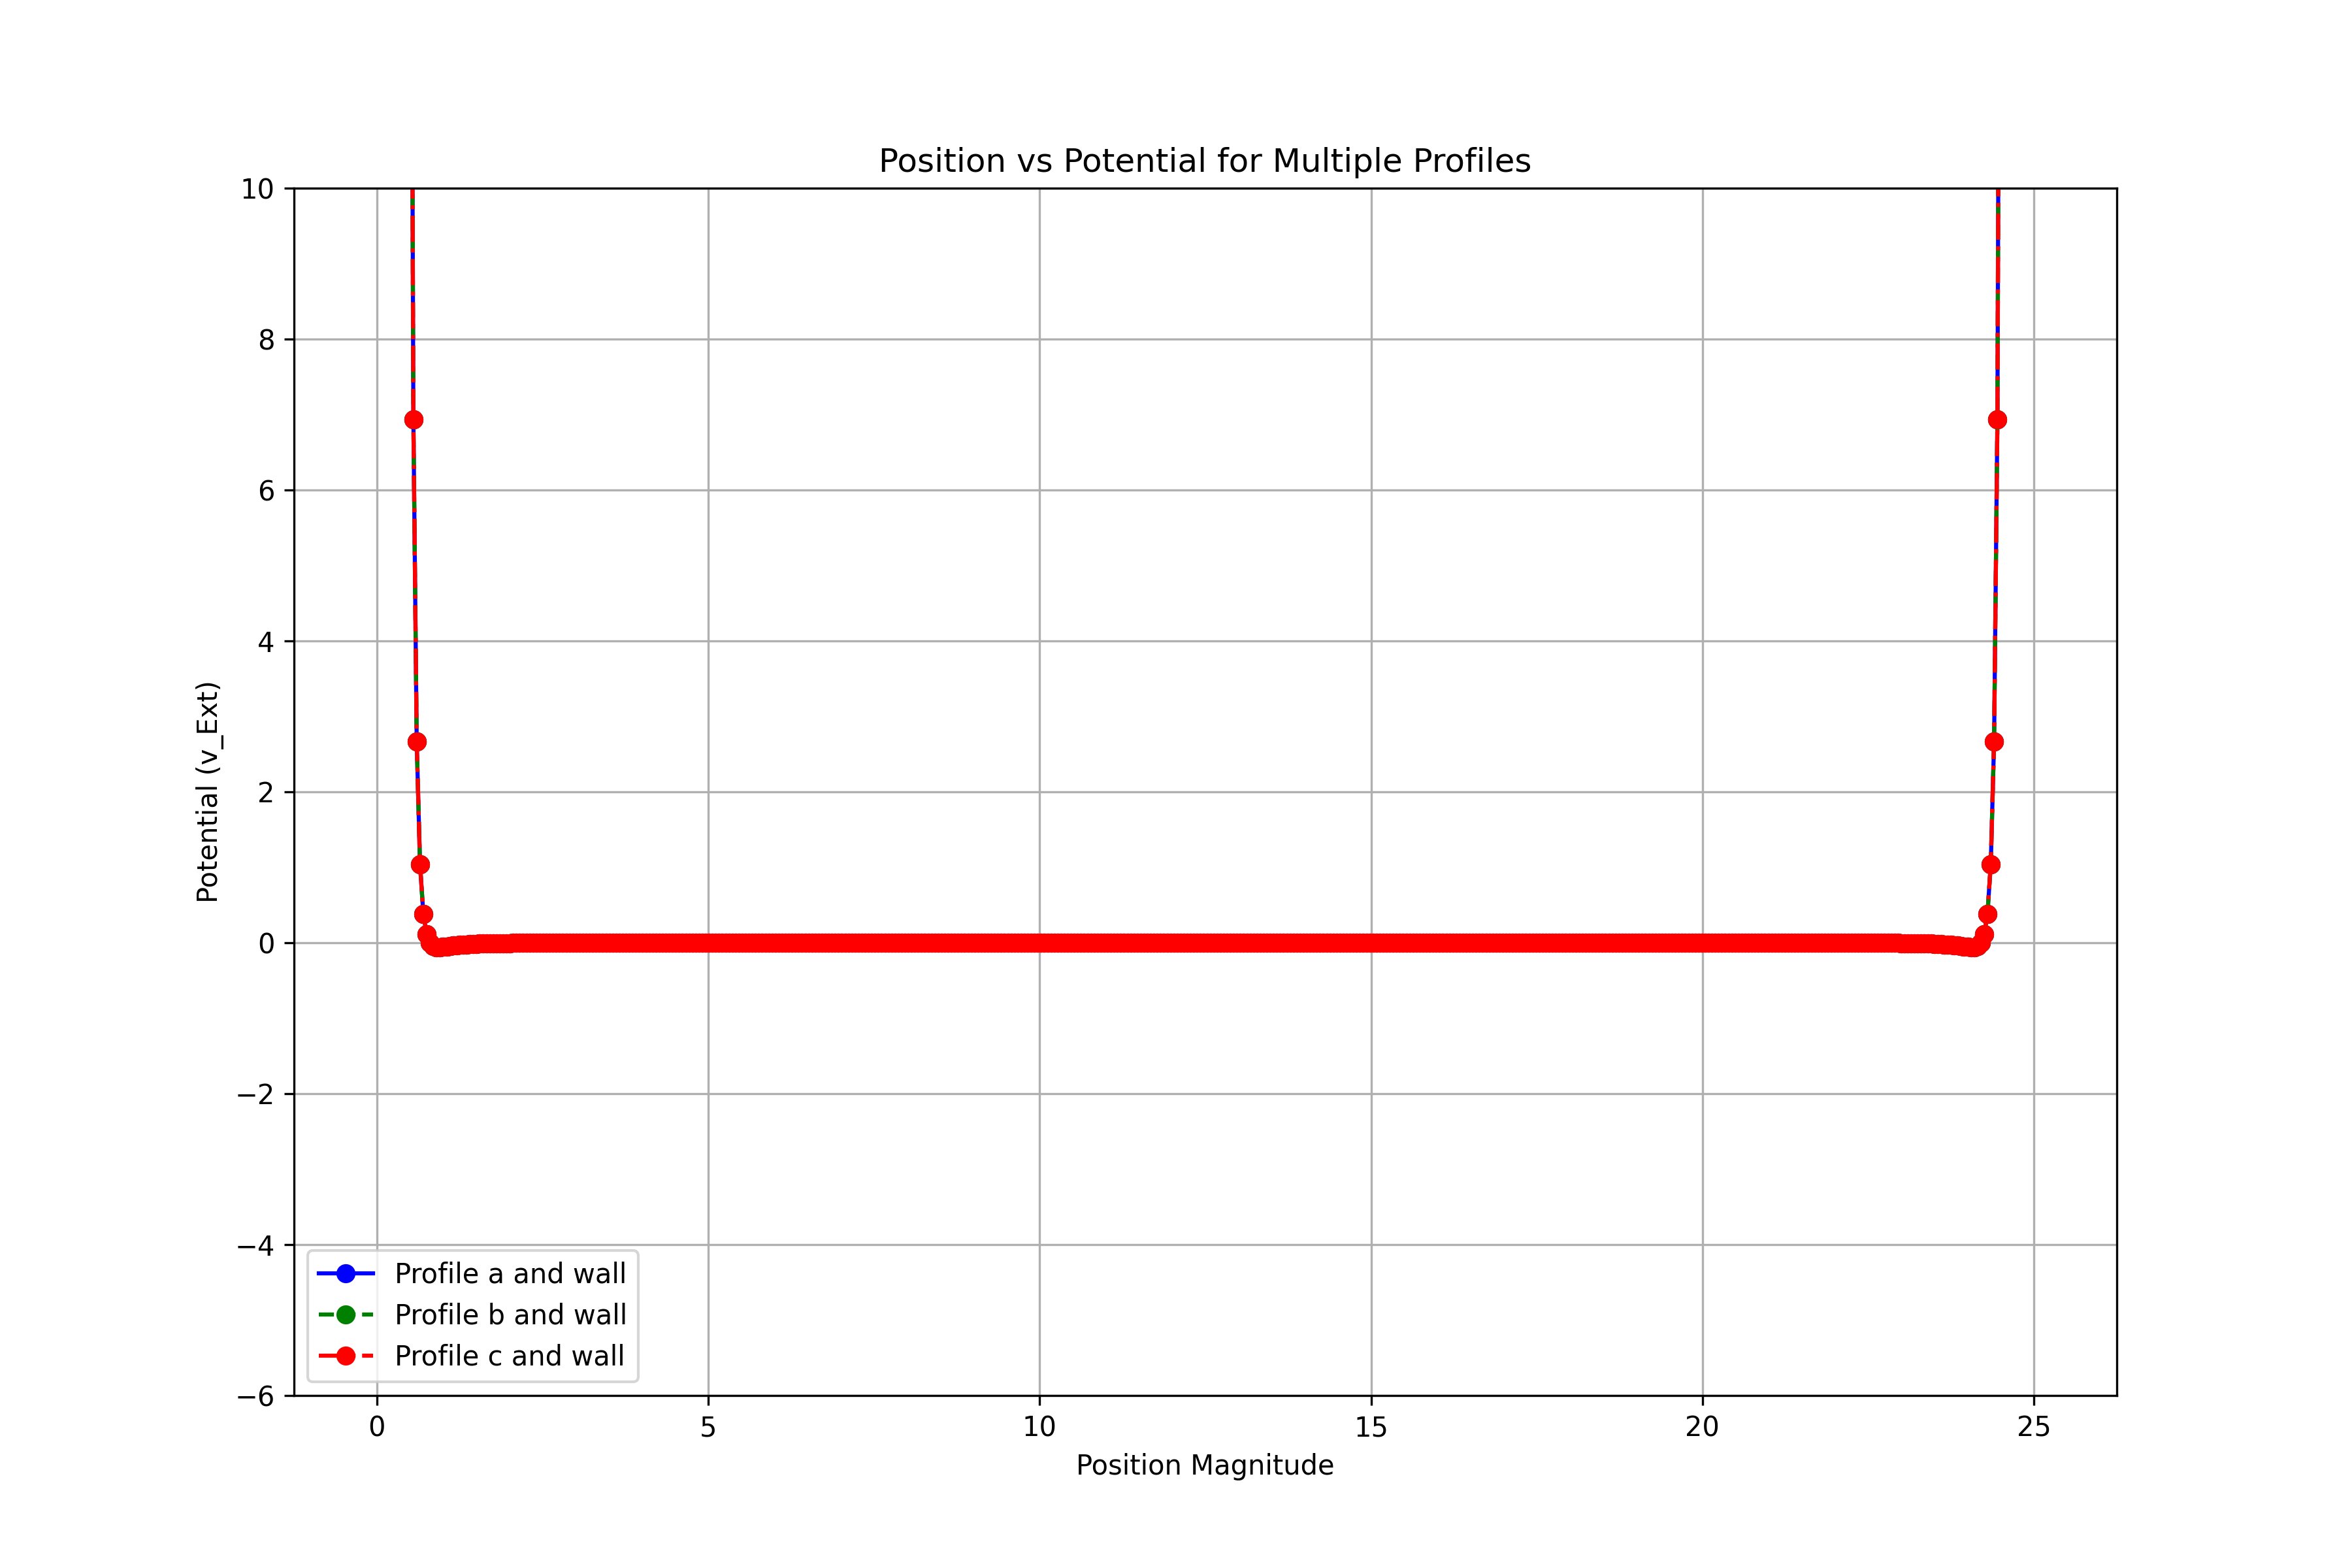 Position vs Potential for Multiple Profiles
10
8
6
4
2
0
−2
−4
−6
Potential (v_Ext)
Profile a and wall
Profile b and wall
Profile c and wall
0 5 10 15 20 25
Position Magnitude